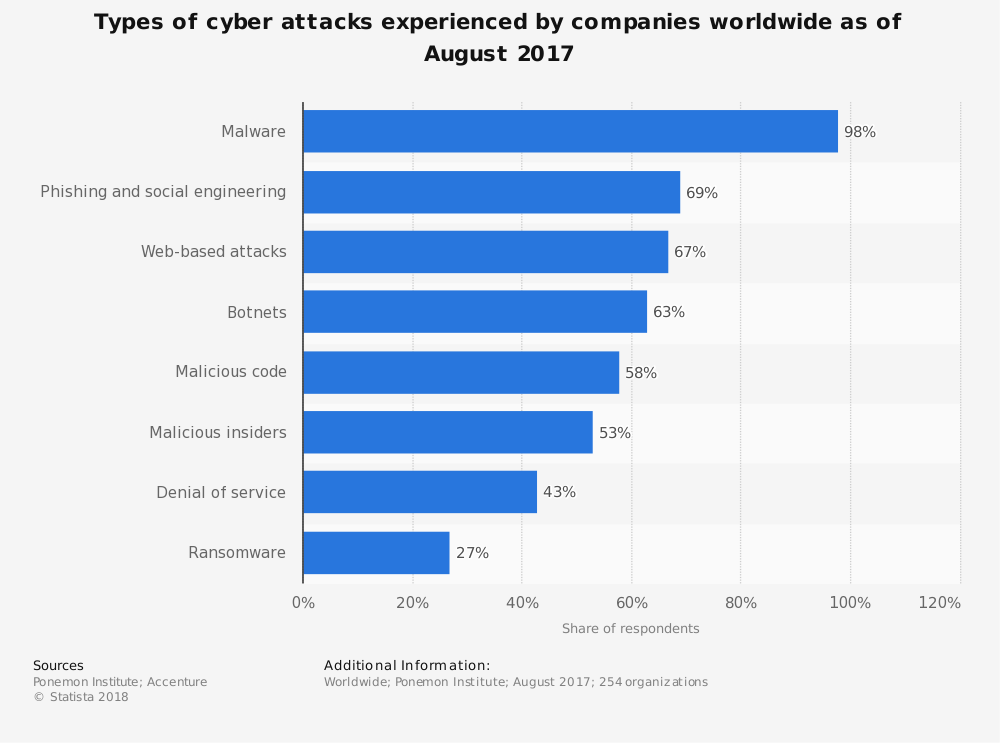 Types of cyber attacks experienced by companies worldwide as of
August 2017
Malware
98%
Phishing and social engineering
69%
Web-based attacks
67%
Botnets
63%
Malicious code
58%
Malicious insiders
53%
Denial of service
43%
Ransomware
27%
0%
20%
40%
60%
80%
100%
120%
Share of respondents
Sources
Ponemon Institute; Accenture
© Statista 2018
Additional Information:
Worldwide; Ponemon Institute; August 2017; 254 organizations